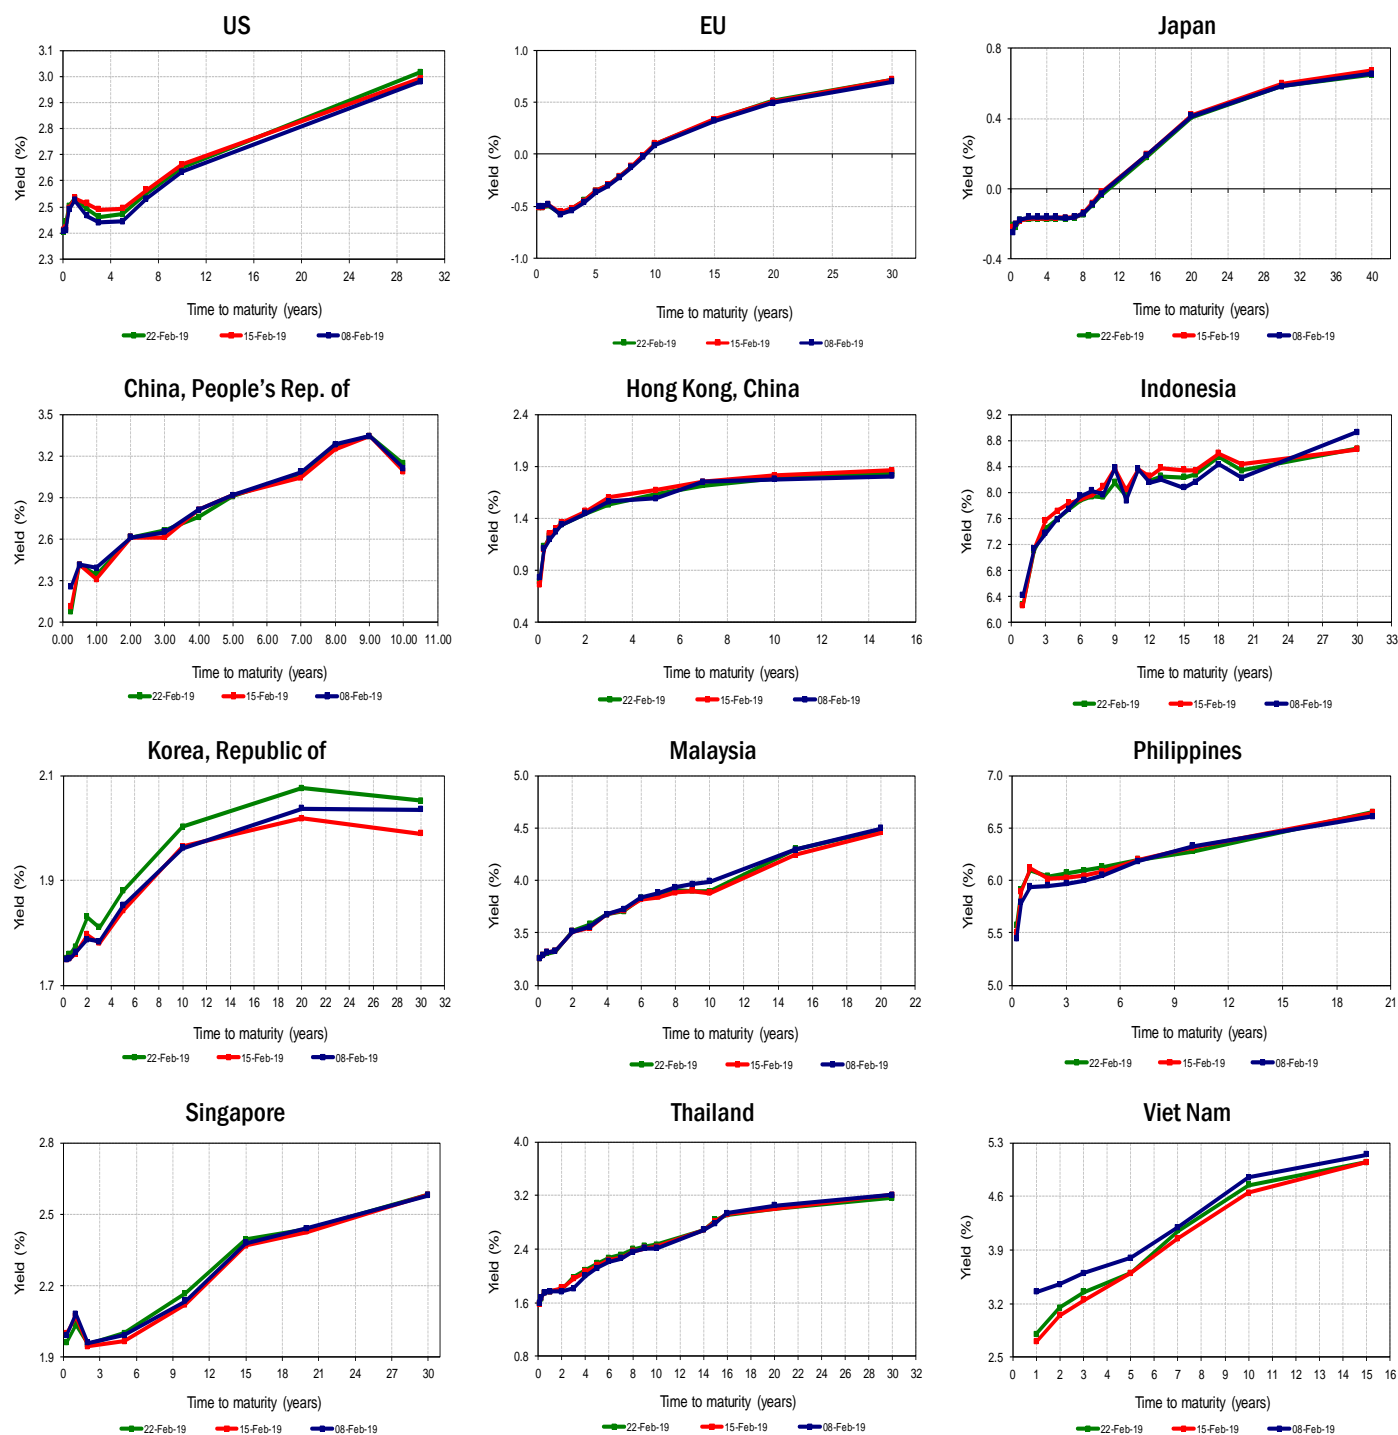 US
EU
Japan
Yield (%)
3.1
3.0
2.9
2.8
2.7
2.6
2.5
2.4
2.3
0 4 8 12 16 20 24 28 32
Time to maturity (years)
22-Feb-19 15-Feb-19 08-Feb-19
Yield (%)
1.0
0.5
0.0
-0.5
-1.0
0 5 10 15 20 25 30
Time to maturity (years)
22-Feb-19 15-Feb-19 08-Feb-19
Yield (%)
0.8
0.4
0.0
-0.4
0 4 8 12 16 20 24 28 32 36 40
Time to maturity (years)
22-Feb-19 15-Feb-19 08-Feb-19
China, People’s Rep. of
Hong Kong, China
Indonesia
Yield (%)
3.5
3.2
2.9
2.6
2.3
2.0
0.00 1.00 2.00 3.00 4.00 5.00 6.00 7.00 8.00 9.00 10.00 11.00
Time to maturity (years)
22-Feb-19 15-Feb-19 08-Feb-19
Yield (%)
2.4
1.9
1.4
0.9
0.4
0 2 4 6 8 10 12 14 16
Time to maturity (years)
22-Feb-19 15-Feb-19 08-Feb-19
Yield (%)
9.2
8.8
8.4
8.0
7.6
7.2
6.8
6.4
6.0
0 3 6 9 12 15 18 21 24 27 30 33
Time to maturity (years)
22-Feb-19 15-Feb-19 08-Feb-19
Korea, Republic of
Malaysia
Philippines
Yield (%)
2.1
1.9
1.7
0 2 4 6 8 10 12 14 16 18 20 22 24 26 28 30 32
Time to maturity (years)
22-Feb-19 15-Feb-19 08-Feb-19
Yield (%)
5.0
4.5
4.0
3.5
3.0
0 2 4 6 8 10 12 14 16 18 20 22
Time to maturity (years)
22-Feb-19 15-Feb-19 08-Feb-19
Yield (%)
7.0
6.5
6.0
5.5
5.0
0 3 6 9 12 15 18 21
Time to maturity (years)
22-Feb-19 15-Feb-19 08-Feb-19
Singapore
Thailand
Viet Nam
Yield (%)
2.8
2.5
2.2
1.9
0 3 6 9 12 15 18 21 24 27 30
Time to maturity (years)
22-Feb-19 15-Feb-19 08-Feb-19
Yield (%)
4.0
3.2
2.4
1.6
0.8
0 2 4 6 8 10 12 14 16 18 20 22 24 26 28 30 32
Time to maturity (years)
22-Feb-19 15-Feb-19 08-Feb-19
Yield (%)
5.3
4.6
3.9
3.2
2.5
0 1 2 3 4 5 6 7 8 9 10 11 12 13 14 15 16
Time to maturity (years)
22-Feb-19 15-Feb-19 08-Feb-19